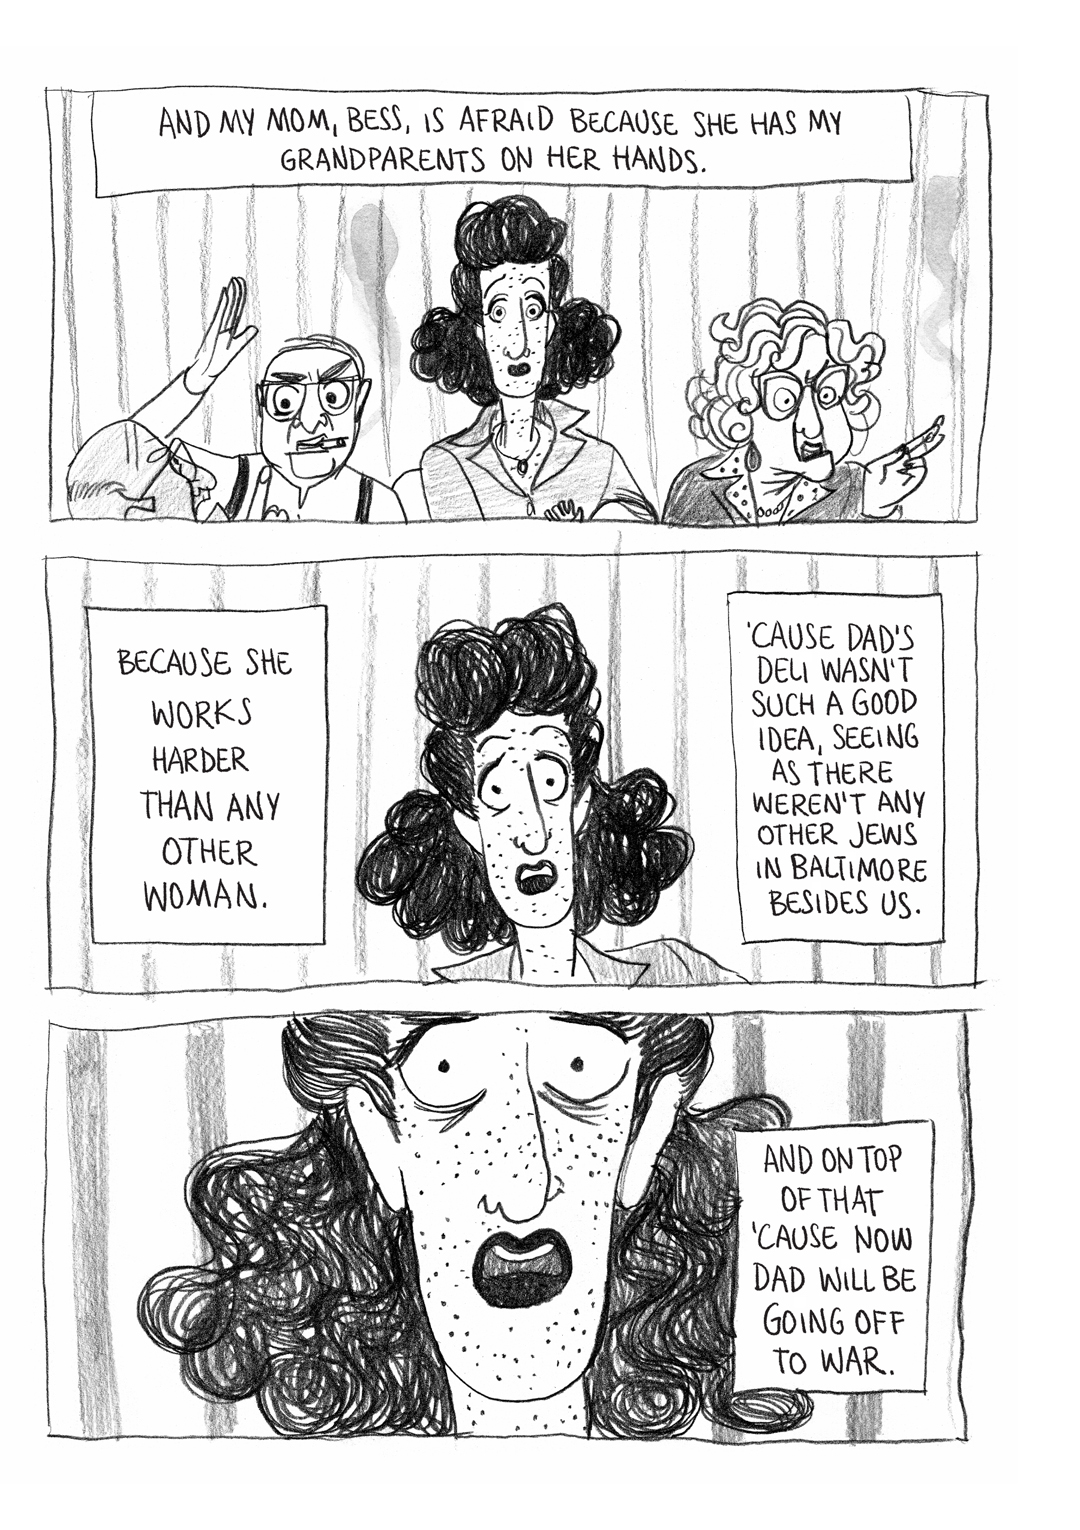 AND MY MOM, BESS, IS AFRAID BECAUSE SHE HAS MY
GRANDPARENTS ON HER HANDS.
BECAUSE SHE
WORKS
HARDER
THAN ANY
OTHER
WOMAN.
'CAUSE DAD'S
DELI WASN'T
SUCH A GOOD
IDEA, SEEING
AS THERE
WEREN'T ANY
OTHER JEWS
IN BALTIMORE
BESIDES US.
AND ON TOP
OF THAT
'CAUSE NOW
DAD WILL BE
GOING OFF
TO WAR.